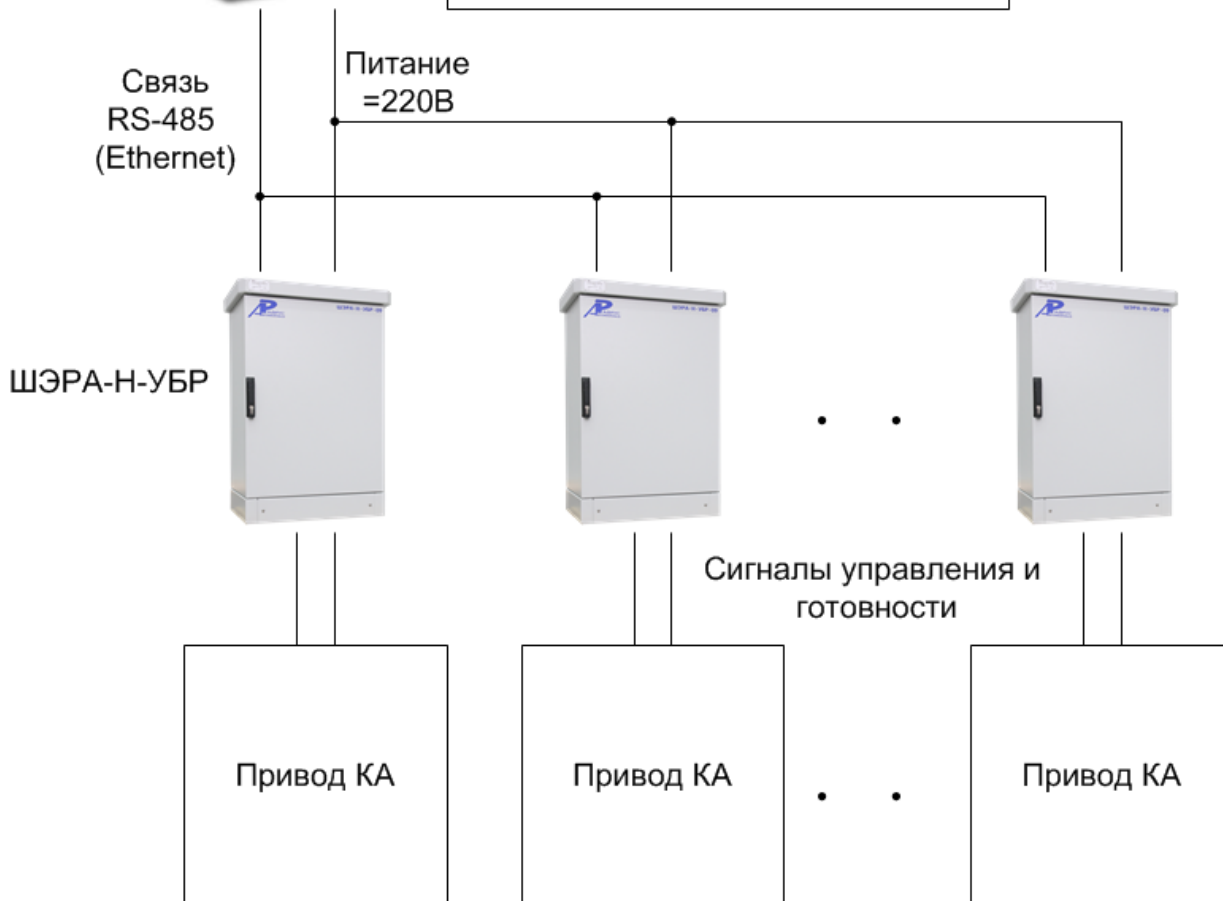 Связь
RS-485
(Ethernet)
Питание
=220В
ШЭРА-Н-УБР
Сигналы управления и
готовности
Привод КА
Привод КА
Привод КА